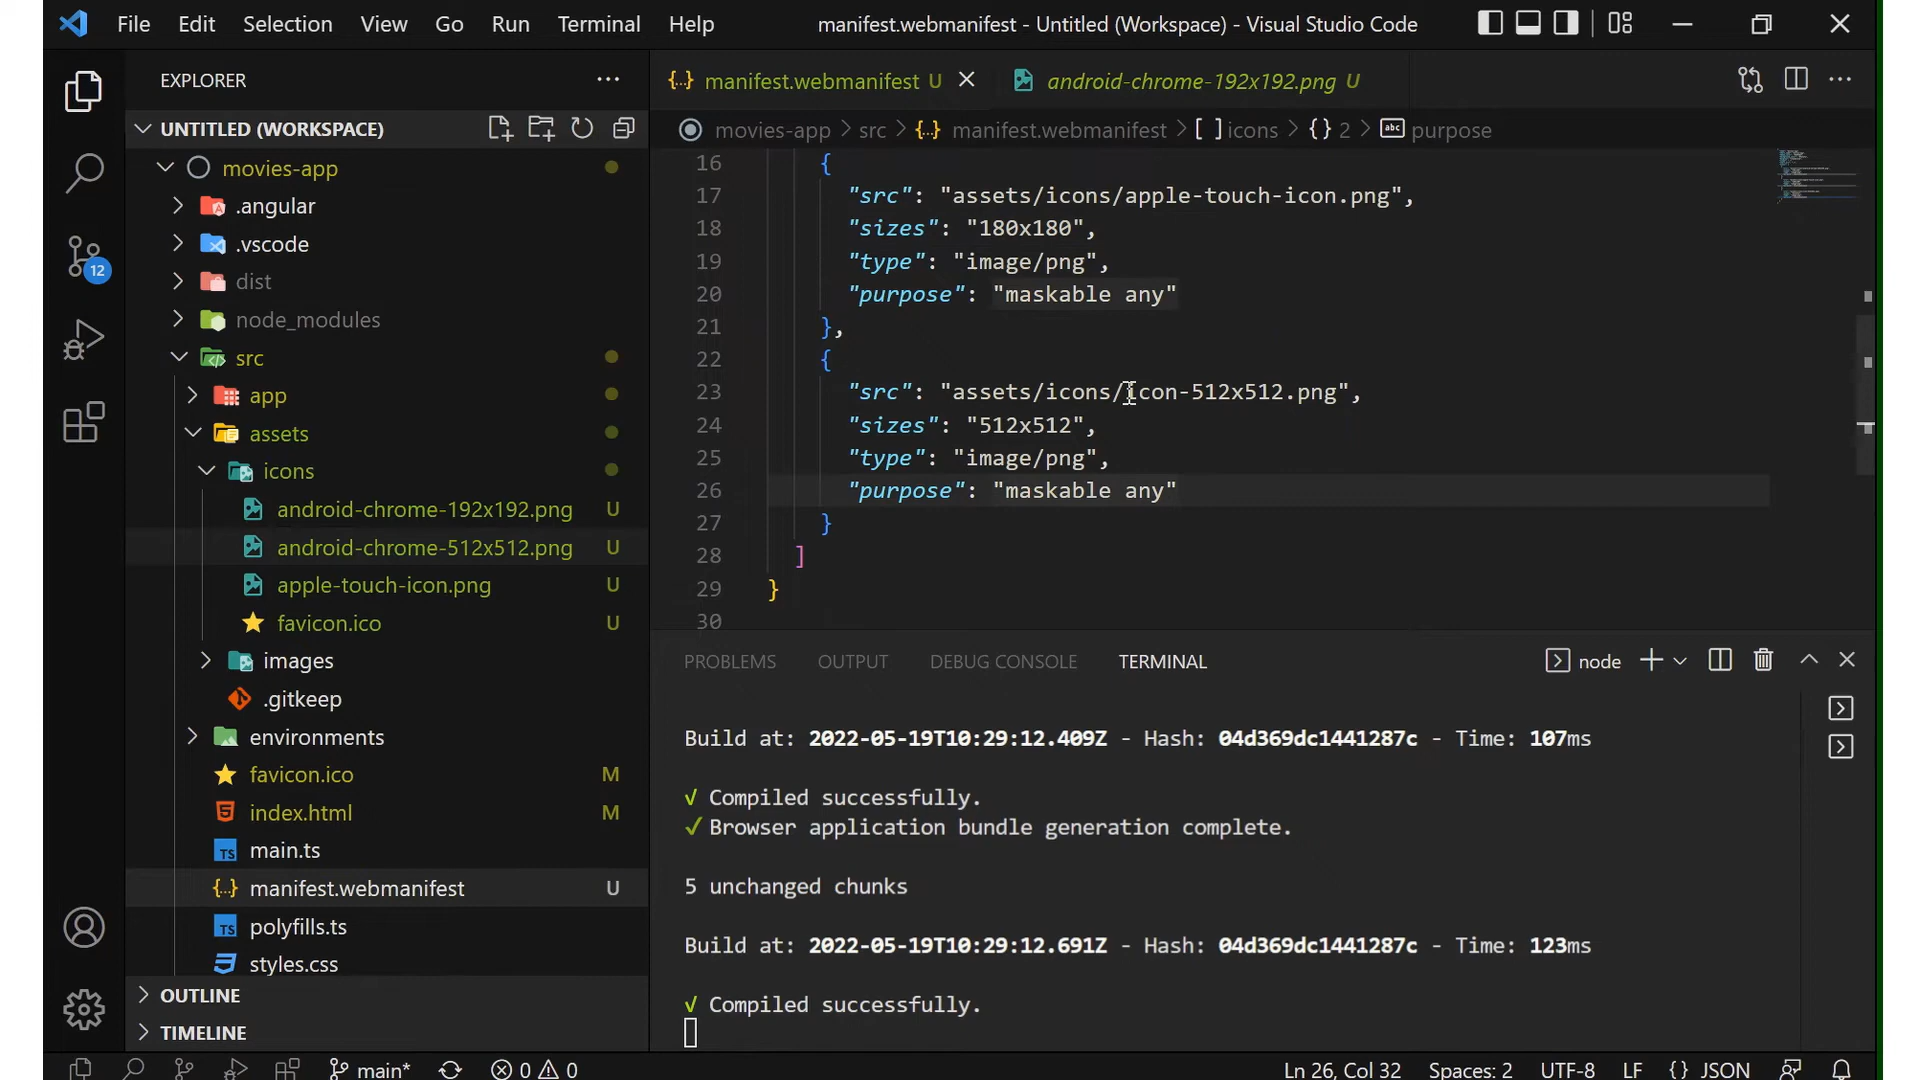 File Edit Selection View Go Run Terminal Help manifest.webmanifest - Untitled (Workspace) - Visual Studio Code
EXPLORER
manifest.webmanifest U
android-chrome-192x192.png U
UNTITLED (WORKSPACE)
movies-app > src > {..} manifest.webmanifest > [ ] icons > {} 2 > abc purpose
movies-app
.angular
.vscode
dist
node_modules
src
app
assets
icons
android-chrome-192x192.png U
android-chrome-512x512.png U
apple-touch-icon.png U
favicon.ico U
images
.gitkeep
environments
favicon.ico M
index.html M
main.ts
manifest.webmanifest U
polyfills.ts
styles.css
OUTLINE
TIMELINE
12
16 {
17 "src": "assets/icons/apple-touch-icon.png",
18 "sizes": "180x180",
19 "type": "image/png",
20 "purpose": "maskable any"
21 },
22 {
23 "src": "assets/icons/icon-512x512.png",
24 "sizes": "512x512",
25 "type": "image/png",
26 "purpose": "maskable any"
27 }
28 ]
29 }
30
PROBLEMS OUTPUT DEBUG CONSOLE TERMINAL node
Build at: 2022-05-19T10:29:12.409Z - Hash: 04d369dc1441287c - Time: 107ms
√ Compiled successfully.
✓ Browser application bundle generation complete.
5 unchanged chunks
Build at: 2022-05-19T10:29:12.691Z - Hash: 04d369dc1441287c - Time: 123ms
√ Compiled successfully.
main* 0 0 Ln 26, Col 32 Spaces: 2 UTF-8 LF {} JSON